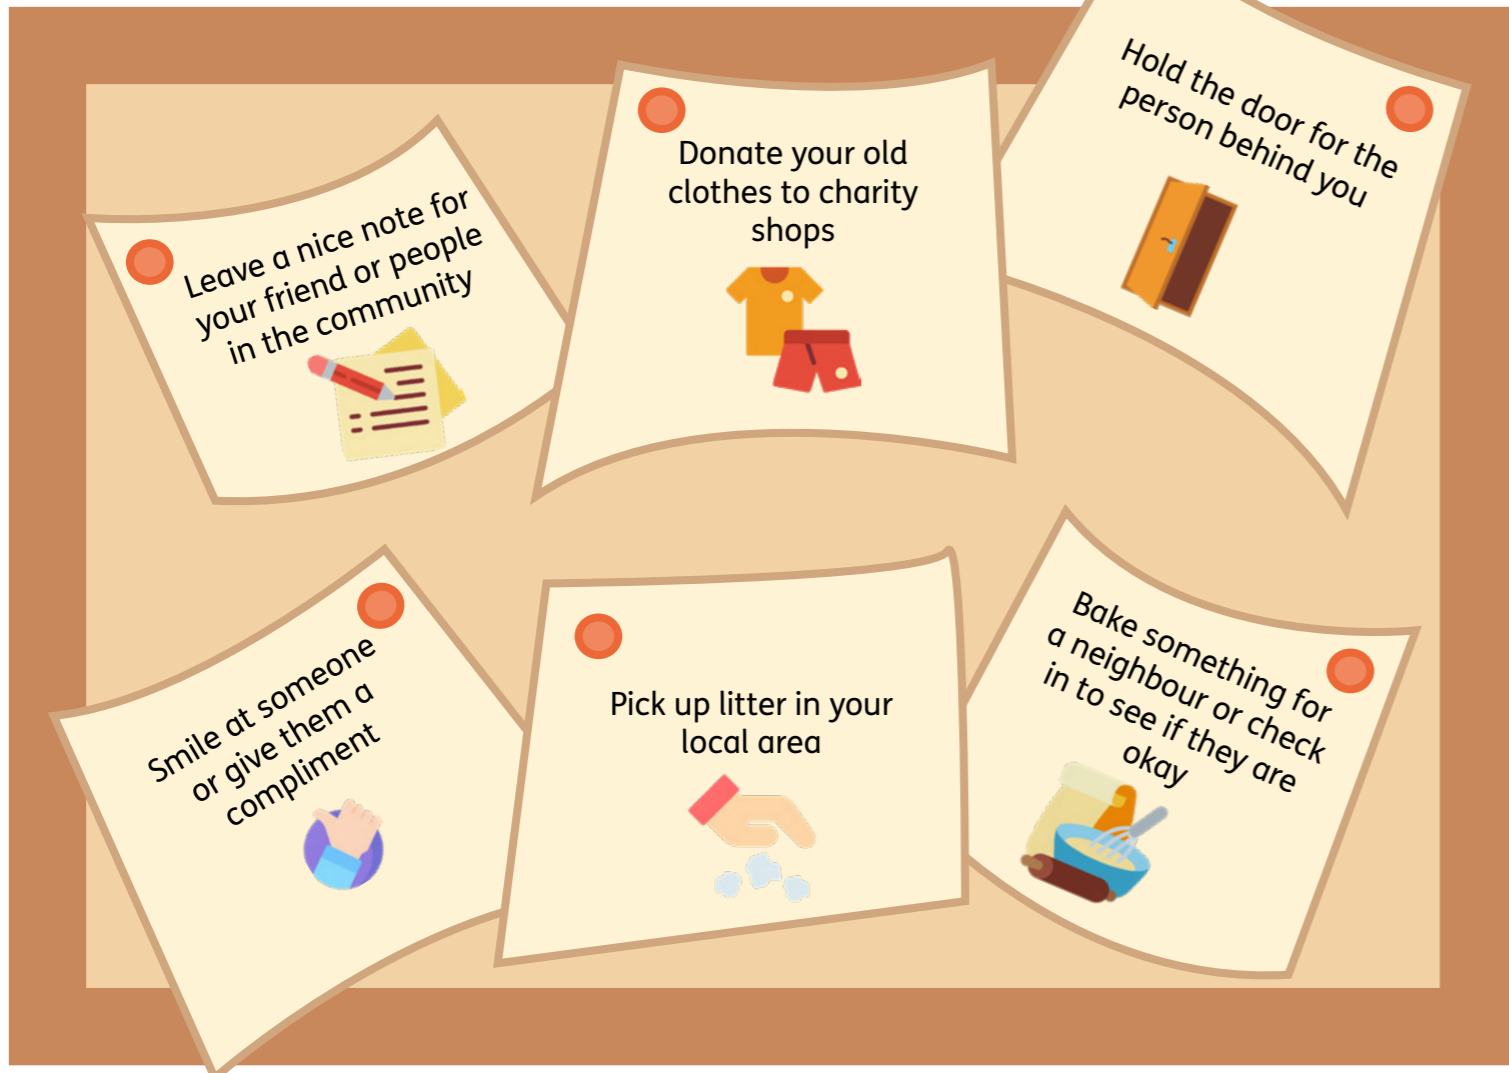 Leave a nice note for
your friend or people
in the community
Donate your old
clothes to charity
shops
Hold the door for the
person behind you
Smile at someone
or give them a
compliment
Pick up litter in your
local area
Bake something for
a neighbour or check
in to see if they are
okay